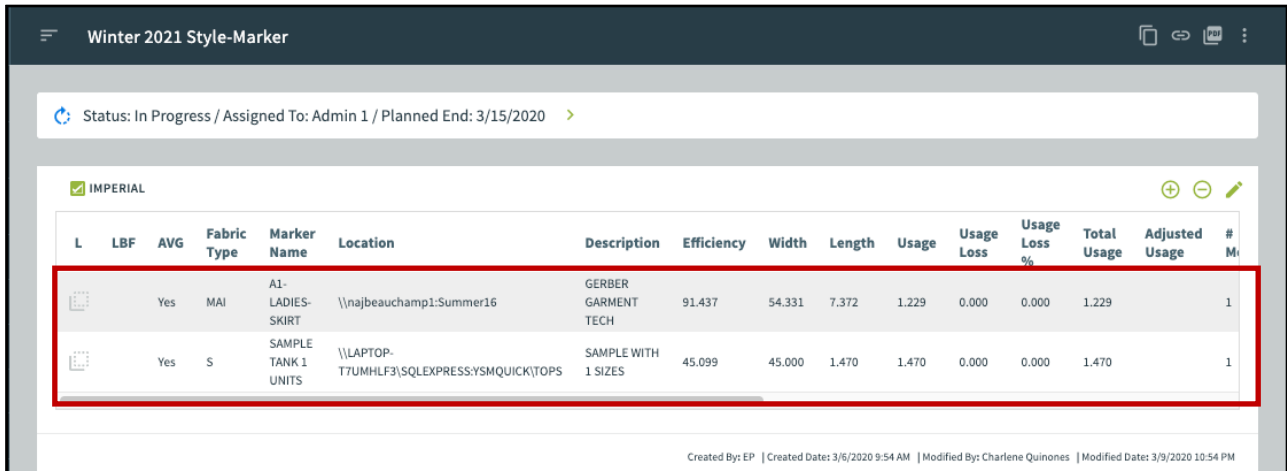 Winter 2021 Style-Marker
PDF
Status: In Progress / Assigned To: Admin 1 / Planned End: 3/15/2020 >
IMPERIAL
L LBF AVG Fabric Type Marker Name Location Description Efficiency Width Length Usage Usage Loss Usage Loss % Total Usage Adjusted Usage #
Yes MAI A1-LADIES-SKIRT \\najbeauchamp1:Summer16 GERBER GARMENT TECH 91.437 54.331 7.372 1.229 0.000 0.000 1.229 1
Yes S SAMPLE TANK 1 UNITS \\LAPTOP-T7UMHLF3\SQLEXPRESS:YSMQUICK\TOPS SAMPLE WITH 1 SIZES 45.099 45.000 1.470 1.470 0.000 0.000 1.470 1
Created By: EP | Created Date: 3/6/2020 9:54 AM | Modified By: Charlene Quinones | Modified Date: 3/9/2020 10:54 PM